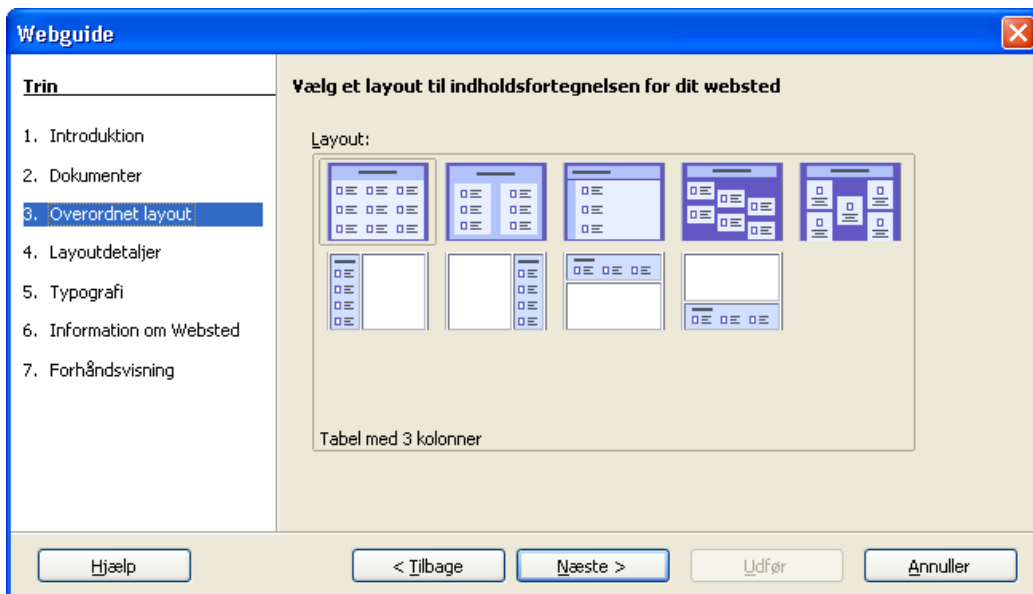 Webguide
Trin
1. Introduktion
2. Dokumenter
3. Overordnet layout
4. Layoutdetaljer
5. Typografi
6. Information om Websted
7. Forhåndsvisning
Vælg et layout til indholdsfortegnelsen for dit websted
Layout:
Tabel med 3 kolonner
Hjælp
< Tilbage
Næste >
Udfør
Annuller